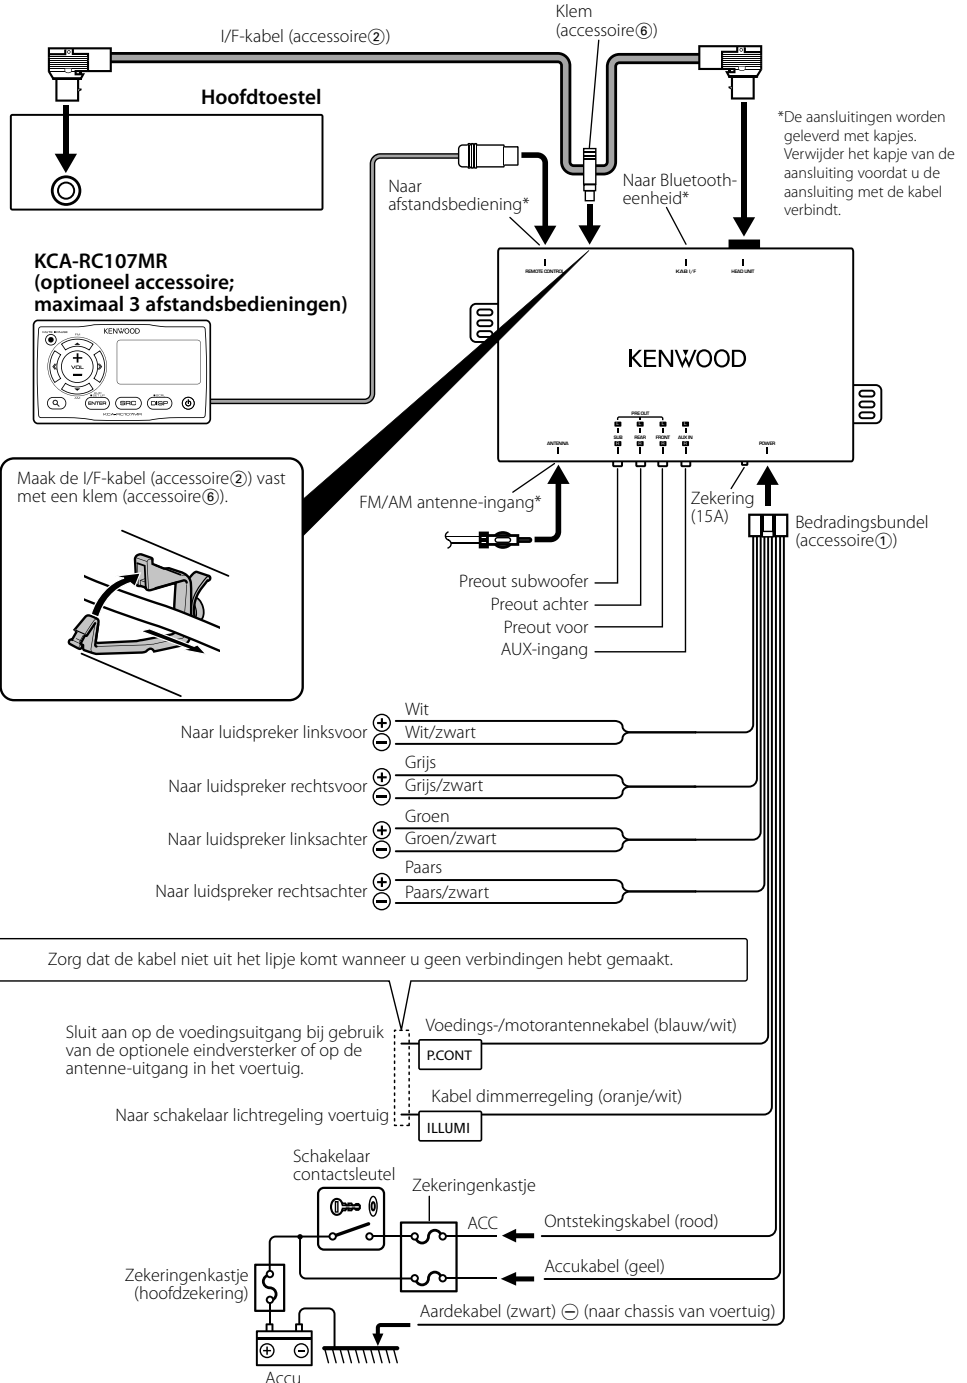 Klem
(accessoire⑥)
I/F-kabel (accessoire②)
Hoofdtoestel
*De aansluitingen worden
geleverd met kapjes.
Verwijder het kapje van de
aansluiting voordat u de
aansluiting met de kabel
verbindt.
Naar
afstandsbediening*
Naar Bluetooth-
eenheid*
KCA-RC107MR
(optioneel accessoire;
maximaal 3 afstandsbedieningen)
REMOTE CONTROL
KAB I/F
HEAD UNIT
KENWOOD
KENWOOD
FM
+
VOL
−
AM
ENTER
SRC
DISP
KCA-RC107MR
PREOUT
ANTENNA
SUB
REAR
FRONT
AUX IN
POWER
Maak de I/F-kabel (accessoire②) vast
met een klem (accessoire⑥).
FM/AM antenne-ingang*
Zekering
(15A)
Bedradingsbundel
(accessoire①)
Preout subwoofer
Preout achter
Preout voor
AUX-ingang
Naar luidspreker linksvoor
⊕
⊖
Wit
Wit/zwart
Naar luidspreker rechtsvoor
⊕
⊖
Grijs
Grijs/zwart
Naar luidspreker linksachter
⊕
⊖
Groen
Groen/zwart
Naar luidspreker rechtsachter
⊕
⊖
Paars
Paars/zwart
Zorg dat de kabel niet uit het lipje komt wanneer u geen verbindingen hebt gemaakt.
Sluit aan op de voedingsuitgang bij gebruik
van de optionele eindversterker of op de
antenne-uitgang in het voertuig.
Voedings-/motorantennekabel (blauw/wit)
P.CONT
Naar schakelaar lichtregeling voertuig
Kabel dimmerregeling (oranje/wit)
ILLUMI
Schakelaar
contactsleutel
Zekeringenkastje
ACC
Ontstekingskabel (rood)
Accukabel (geel)
Zekeringenkastje
(hoofdzekering)
Aardekabel (zwart) ⊖ (naar chassis van voertuig)
⊕ ⊖
Accu